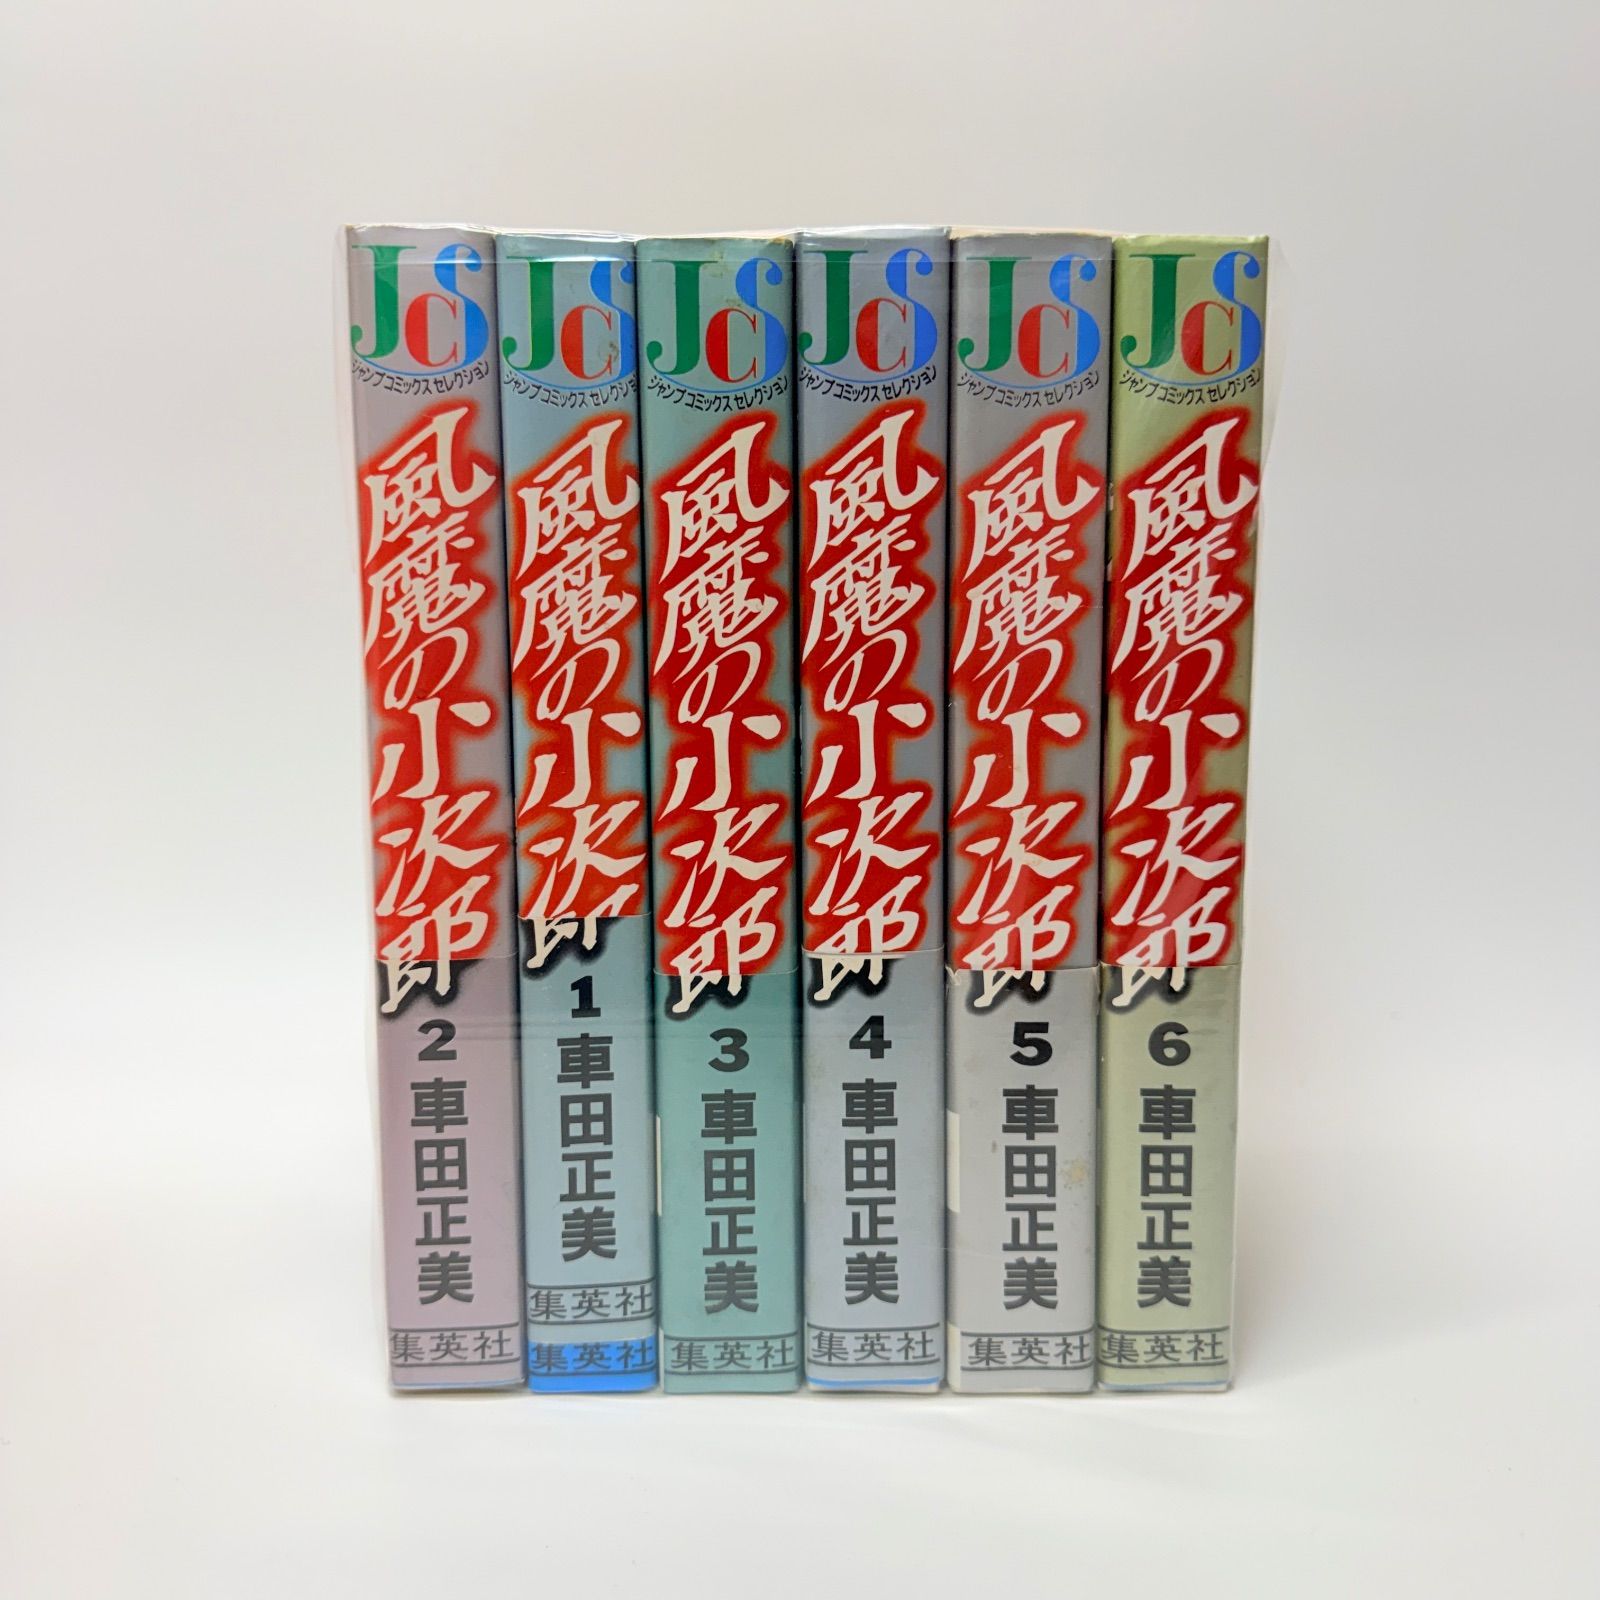 JCS
ジャンプコミックスセレクション
風魔の小次郎
2
車田正美
集英社
JCS
ジャンプコミックスセレクション
風魔の小次郎
1
車田正美
集英社
集英社
JCS
ジャンプコミックスセレクション
風魔の小次郎
3
車田正美
集英社
JCS
ジャンプコミックスセレクション
風魔の小次郎
4
車田正美
集英社
JCS
ジャンプコミックスセレクション
風魔の小次郎
5
車田正美
集英社
JCS
ジャンプコミックスセレクション
風魔の小次郎
6
車田正美
集英社